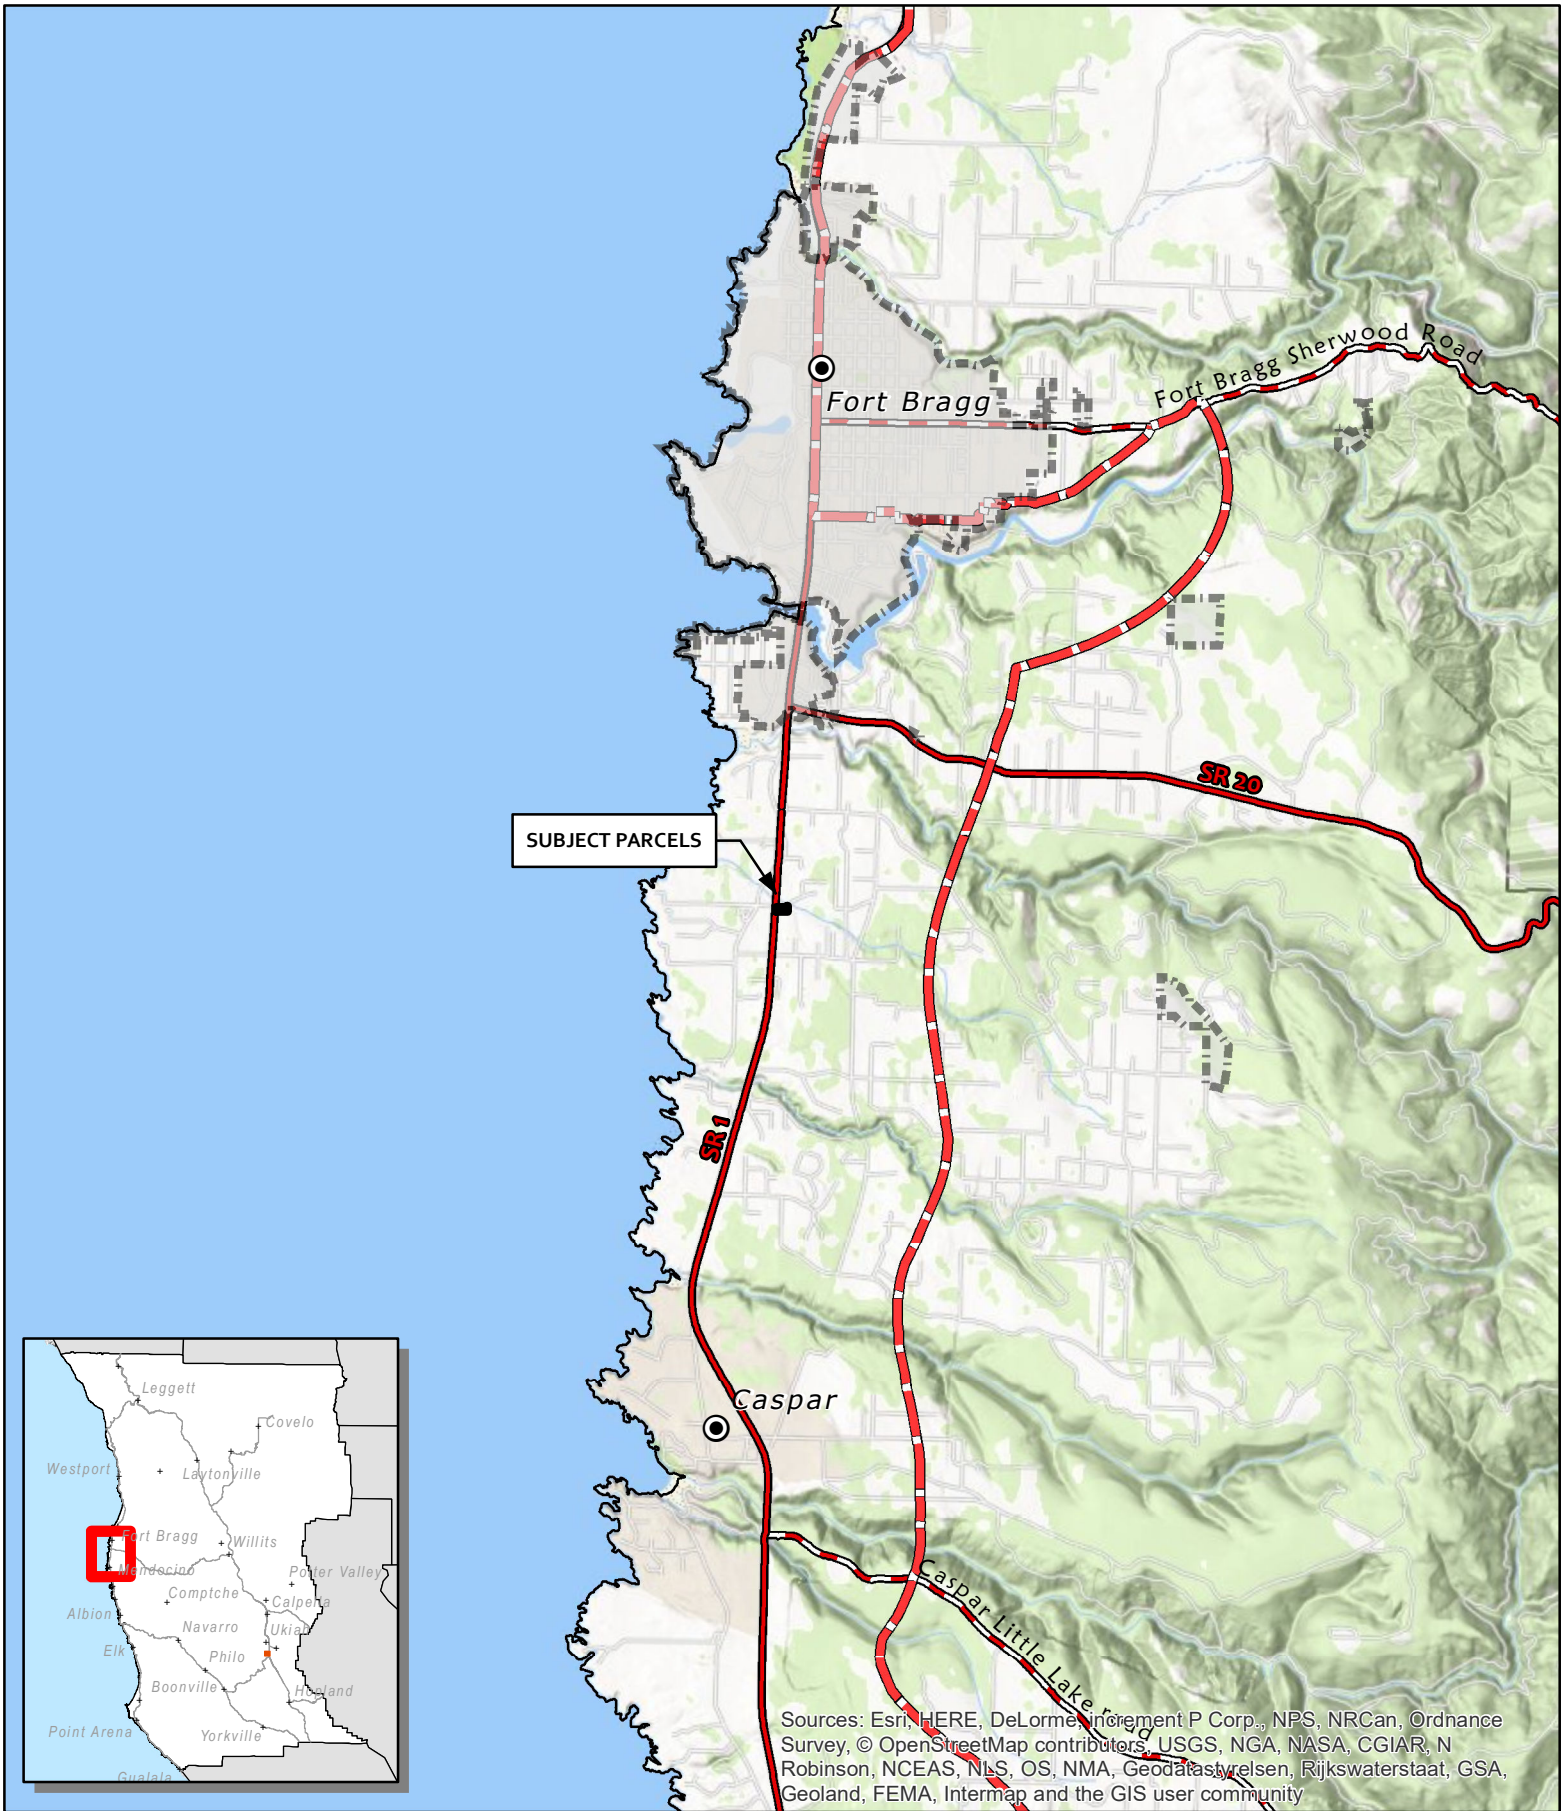 Fort Bragg Sherwood Road
Fort Bragg
SR 20
SUBJECT PARCELS
SR 1
Caspar
Caspar Little Lake road
Leggett
Covelo
Westport
Laytonville
Fort Bragg
Willits
Mendocino
Potter Valley
Comptche
Calpella
Albion
Navarro
Ukiah
Elk
Philo
Boonville
Hopland
Point Arena
Yorkville
Gualala
Sources: Esri, HERE, DeLorme, increment P Corp., NPS, NRCan, Ordnance
Survey, © OpenStreetMap contributors, USGS, NGA, NASA, CGIAR, N
Robinson, NCEAS, NLS, OS, NMA, Geodatastyrelsen, Rijkswaterstaat, GSA,
Geoland, FEMA, Intermap and the GIS user community